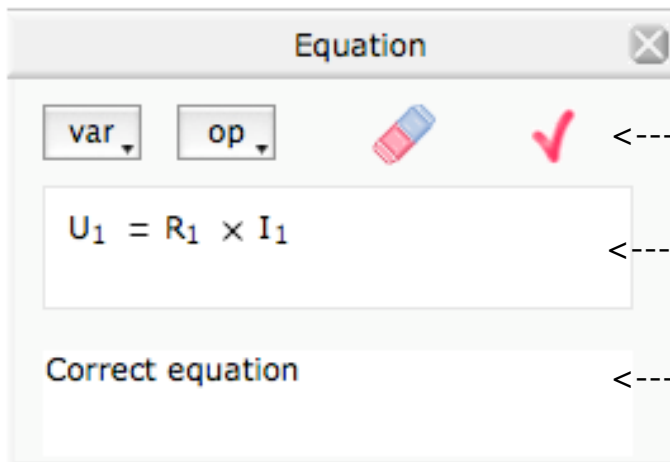 Equation
var op
<---
U₁ = R₁ × I₁
<---
Correct equation
<---